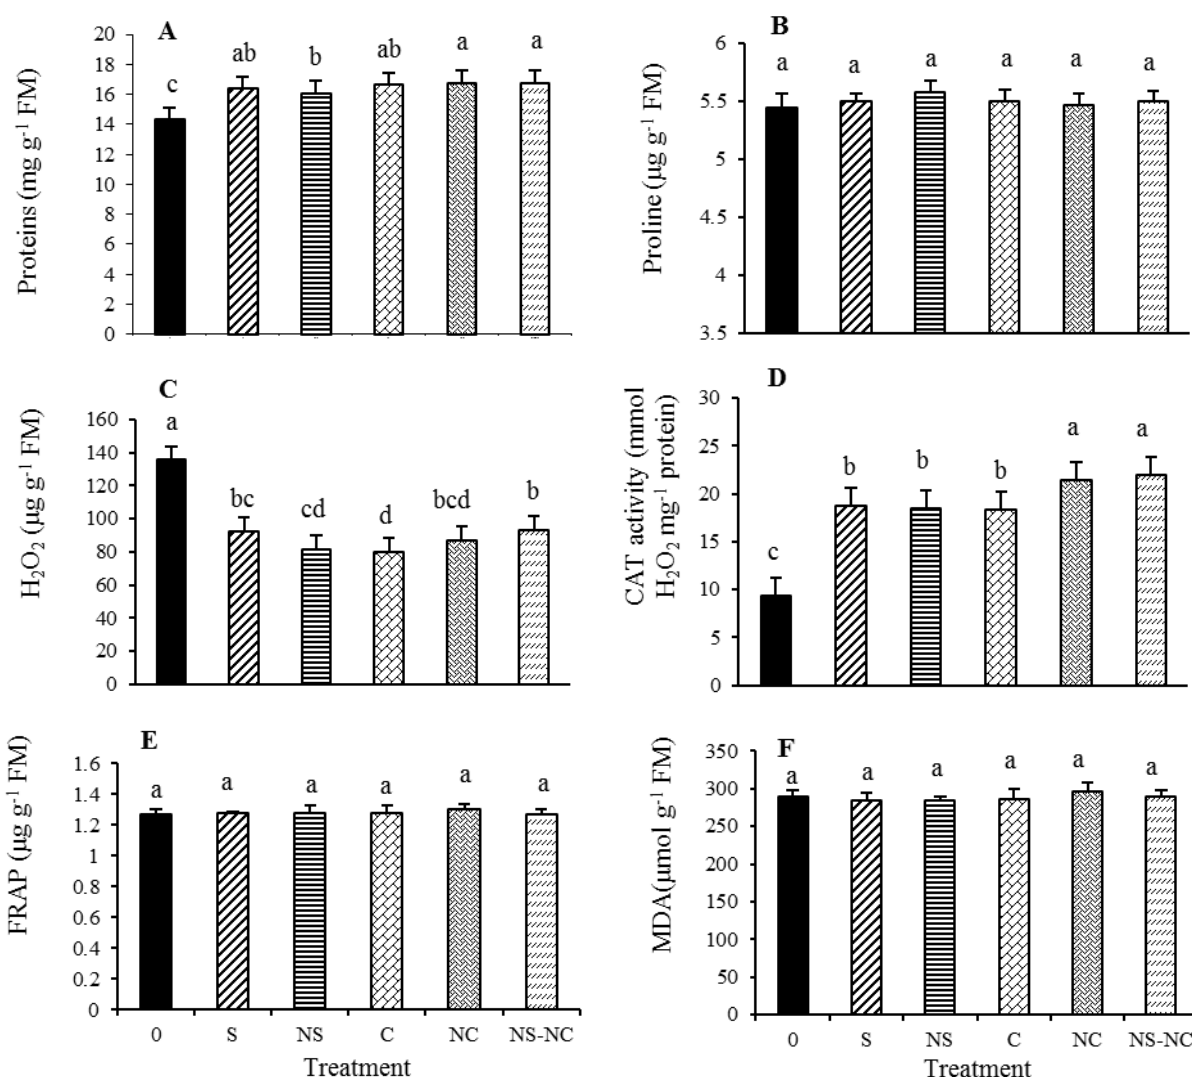 A
Proteins (mg g⁻¹ FM)
20
18
16
14
12
10
8
6
4
2
0
c
ab
b
ab
a
a
B
Proline (µg g⁻¹ FM)
6
5.5
5
4.5
4
3.5
a
a
a
a
a
a
C
H₂O₂ (µg g⁻¹ FM)
160
140
120
100
80
60
40
20
0
a
bc
cd
d
bcd
b
D
CAT activity (mmol
H₂O₂ mg⁻¹ protein)
30
25
20
15
10
5
0
c
b
b
b
a
a
E
FRAP (µg g⁻¹ FM)
1.6
1.4
1.2
1
0.8
0.6
0.4
0.2
0
a
a
a
a
a
a
0 S NS C NC NS-NC
Treatment
F
MDA(µmol g⁻¹ FM)
350
300
250
200
150
100
50
0
a
a
a
a
a
a
0 S NS C NC NS-NC
Treatment